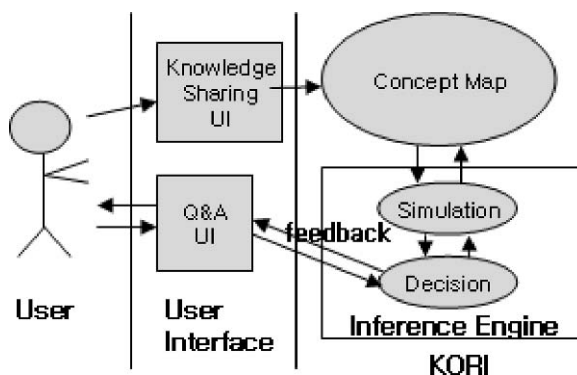 Knowledge
Sharing
UI
Concept Map
Q&A
UI
feedback
Simulation
Decision
User
User
Interface
Inference Engine
KORI